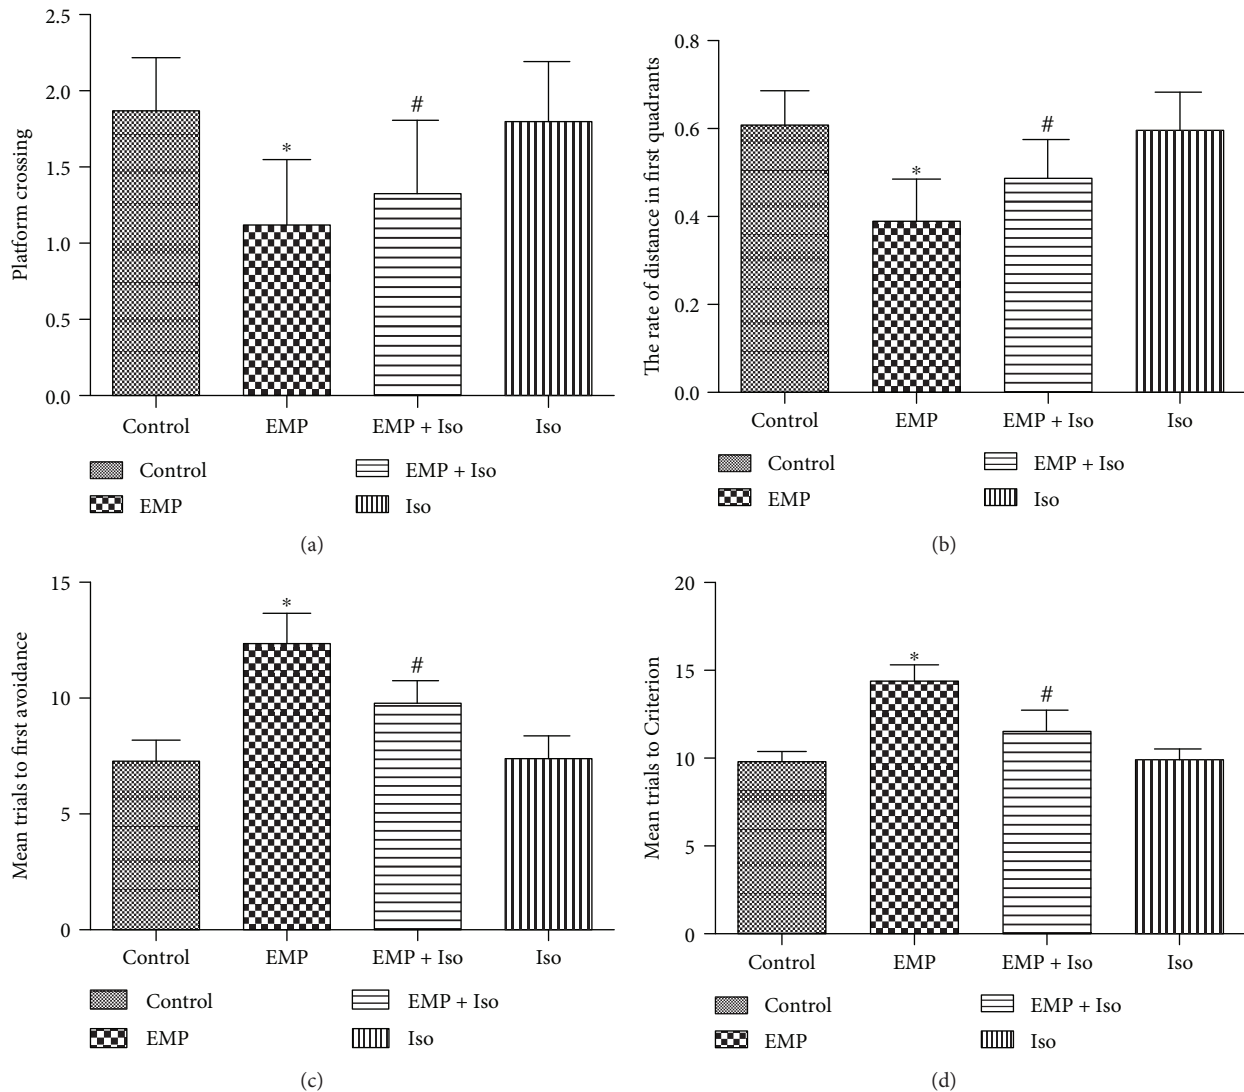 2.5
2.0
1.5
1.0
0.5
0.0
Platform crossing
*
#
Control
EMP
EMP + Iso
Iso
Control
EMP + Iso
EMP
Iso
(a)
0.8
0.6
0.4
0.2
0.0
The rate of distance in first quadrants
*
#
Control
EMP
EMP + Iso
Iso
Control
EMP + Iso
EMP
Iso
(b)
15
10
5
0
Mean trials to first avoidance
*
#
Control
EMP
EMP + Iso
Iso
Control
EMP + Iso
EMP
Iso
(c)
20
15
10
5
0
Mean trials to Criterion
*
#
Control
EMP
EMP + Iso
Iso
Control
EMP + Iso
EMP
Iso
(d)